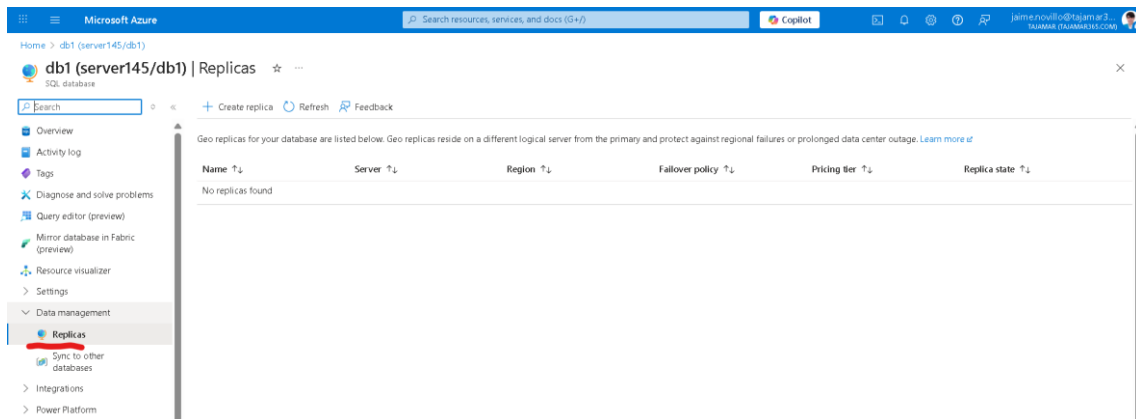 Microsoft Azure
Search resources, services, and docs (G+/)
Copilot
jaime.novillo@tajamar3...
TAJAMAR (TAJAMAR365.COM)
Home > db1 (server145/db1)
db1 (server145/db1) | Replicas
SQL database
Search
Create replica
Refresh
Feedback
Overview
Activity log
Tags
Diagnose and solve problems
Query editor (preview)
Mirror database in Fabric
(preview)
Resource visualizer
Settings
Data management
Replicas
Sync to other
databases
Integrations
Power Platform
Geo replicas for your database are listed below. Geo replicas reside on a different logical server from the primary and protect against regional failures or prolonged data center outage. Learn more
Name Server Region Failover policy Pricing tier Replica state
No replicas found